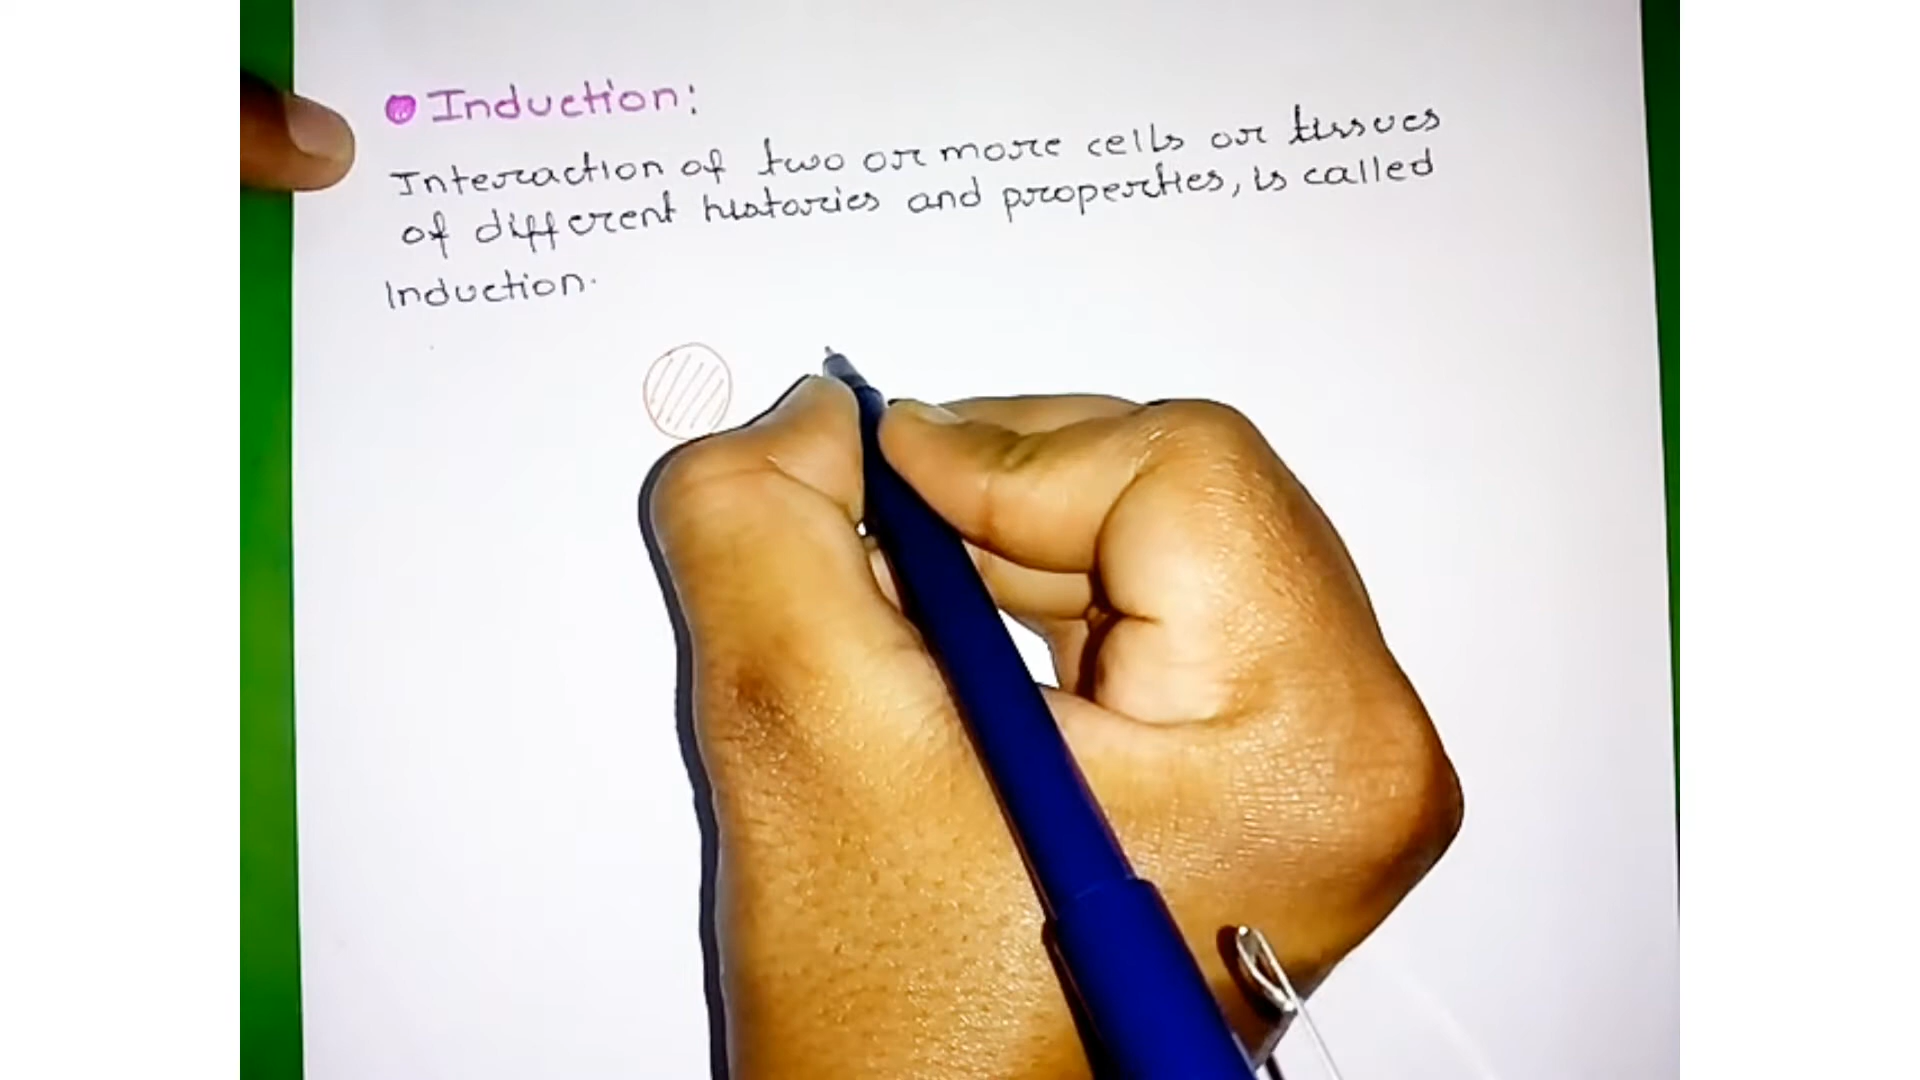 Induction:
Interaction of two or more cells or tissues
of different histories and properties, is called
Induction.